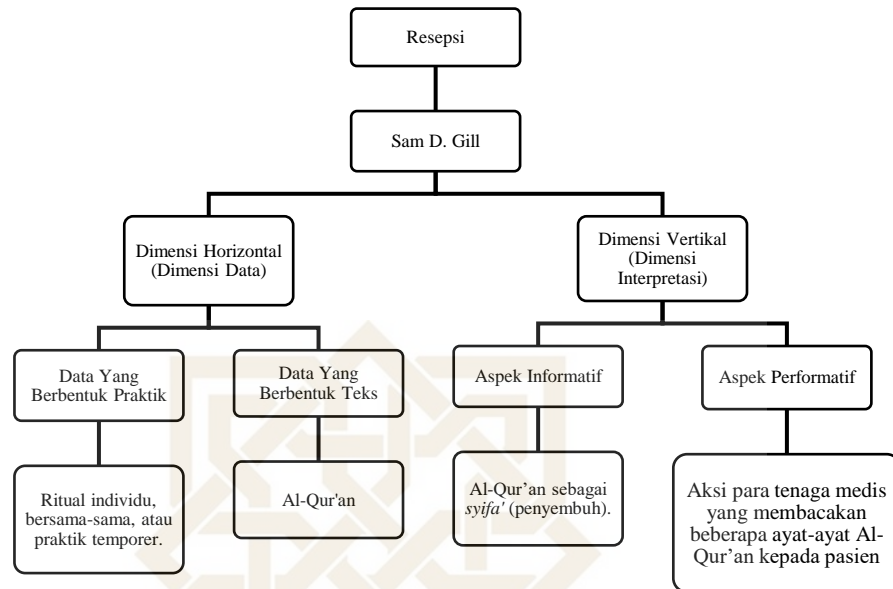 Resepsi
Sam D. Gill
Dimensi Horizontal
(Dimensi Data)
Dimensi Vertikal
(Dimensi
Interpretasi)
Data Yang
Berbentuk Praktik
Data Yang
Berbentuk Teks
Aspek Informatif
Aspek Performatif
Ritual individu,
bersama-sama, atau
praktik temporer.
Al-Qur'an
Al-Qur’an sebagai
syifa' (penyembuh).
Aksi para tenaga medis
yang membacakan
beberapa ayat-ayat Al-
Qur’an kepada pasien